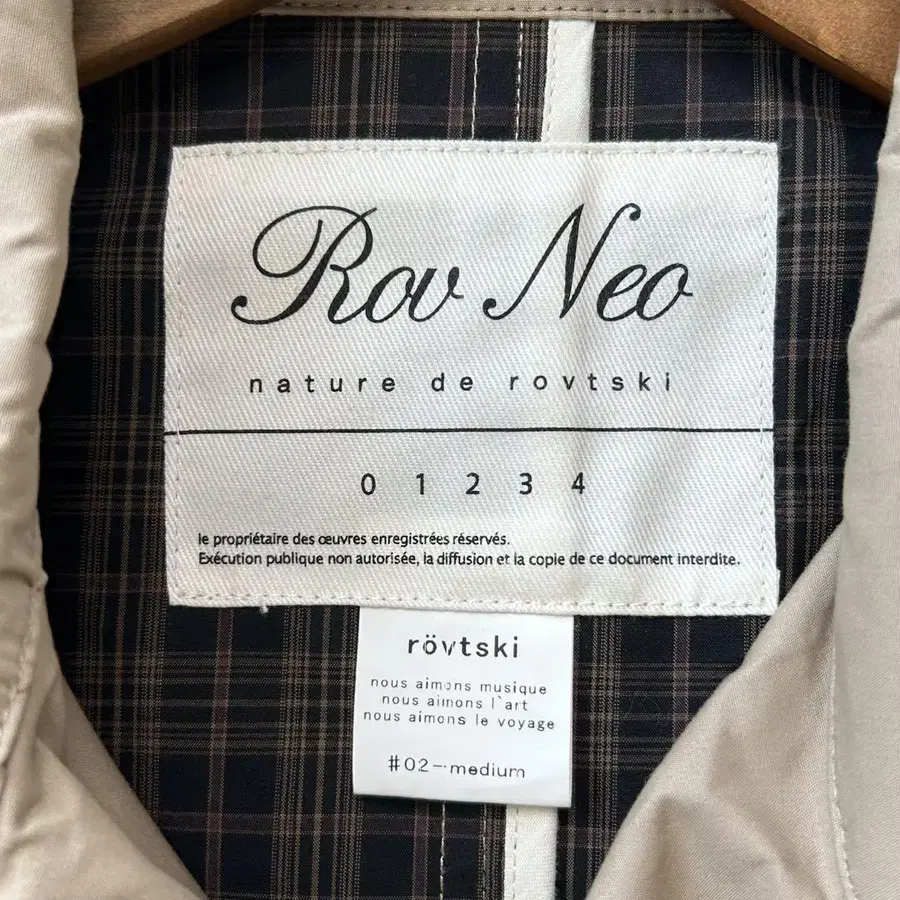 Rov Neo
nature de rovtski
0 1 2 3 4
le propriétaire des œuvres enregistrées réservés.
Exécution publique non autorisée, la diffusion et la copie de ce document interdite.
rövtski
nous aimons musique
nous aimons l'art
nous aimons le voyage
#02-medium